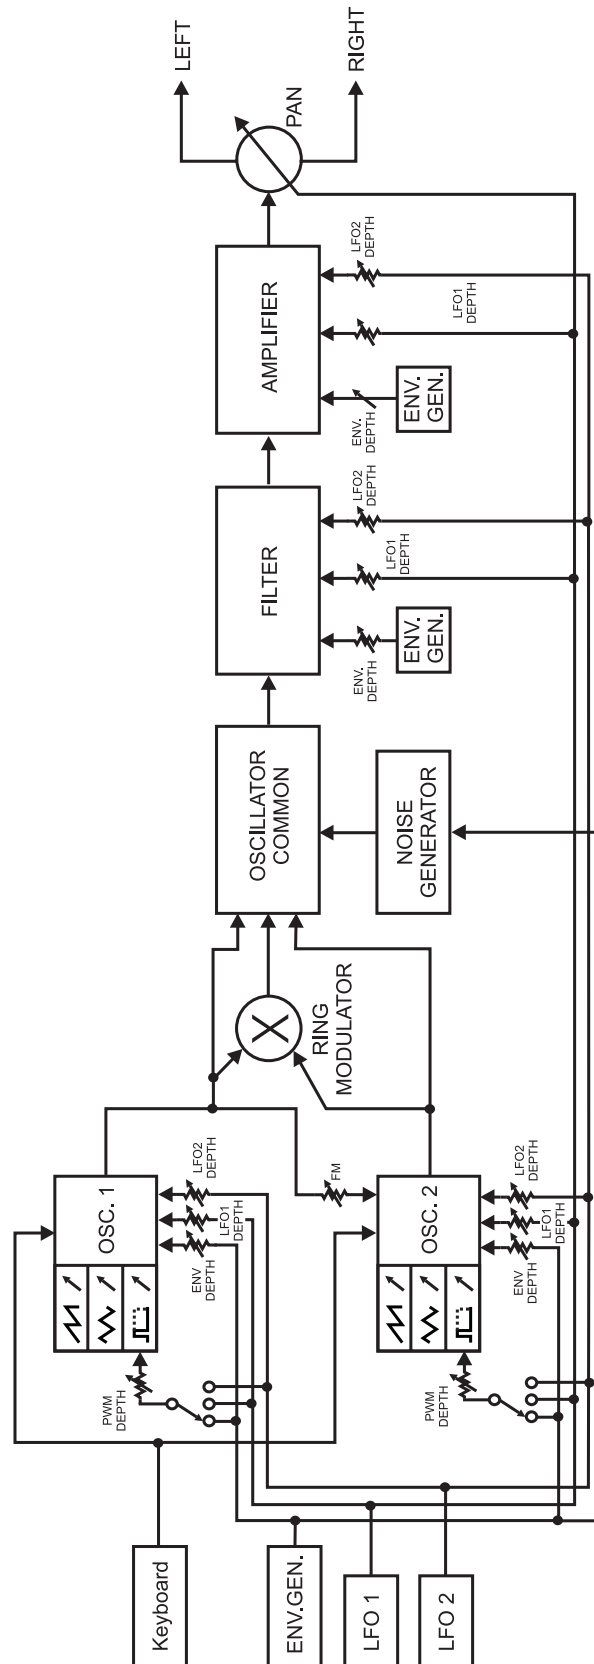 Keyboard
ENV.GEN.
LFO 1
LFO 2
PWM
DEPTH
OSC. 1
ENV
DEPTH
LFO1
DEPTH
LFO2
DEPTH
PWM
DEPTH
FM
OSC. 2
ENV
DEPTH
LFO1
DEPTH
LFO2
DEPTH
X
RING
MODULATOR
OSCILLATOR
COMMON
NOISE
GENERATOR
FILTER
ENV.
DEPTH
ENV.
GEN.
LFO1
DEPTH
LFO2
DEPTH
AMPLIFIER
ENV.
DEPTH
ENV.
GEN.
LFO1
DEPTH
LFO2
DEPTH
PAN
LEFT
RIGHT